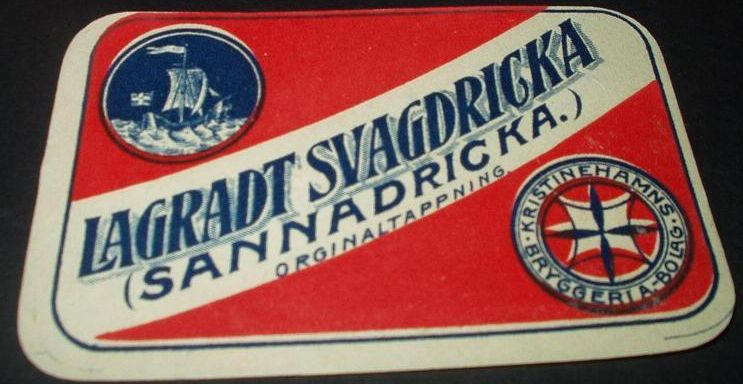 LAGRADT SVAGDRICKA
(SANNADRICKA.)
ORGINALTAPPNING
KRISTINEHAMNS
BRYGGERI A-BOLAG